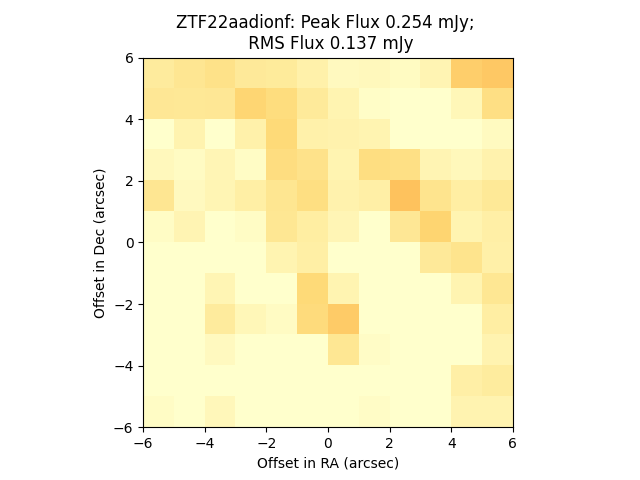 ZTF22aadionf: Peak Flux 0.254 mJy;
RMS Flux 0.137 mJy
6
4
2
0
−2
−4
−6
Offset in Dec (arcsec)
−6 −4 −2 0 2 4 6
Offset in RA (arcsec)